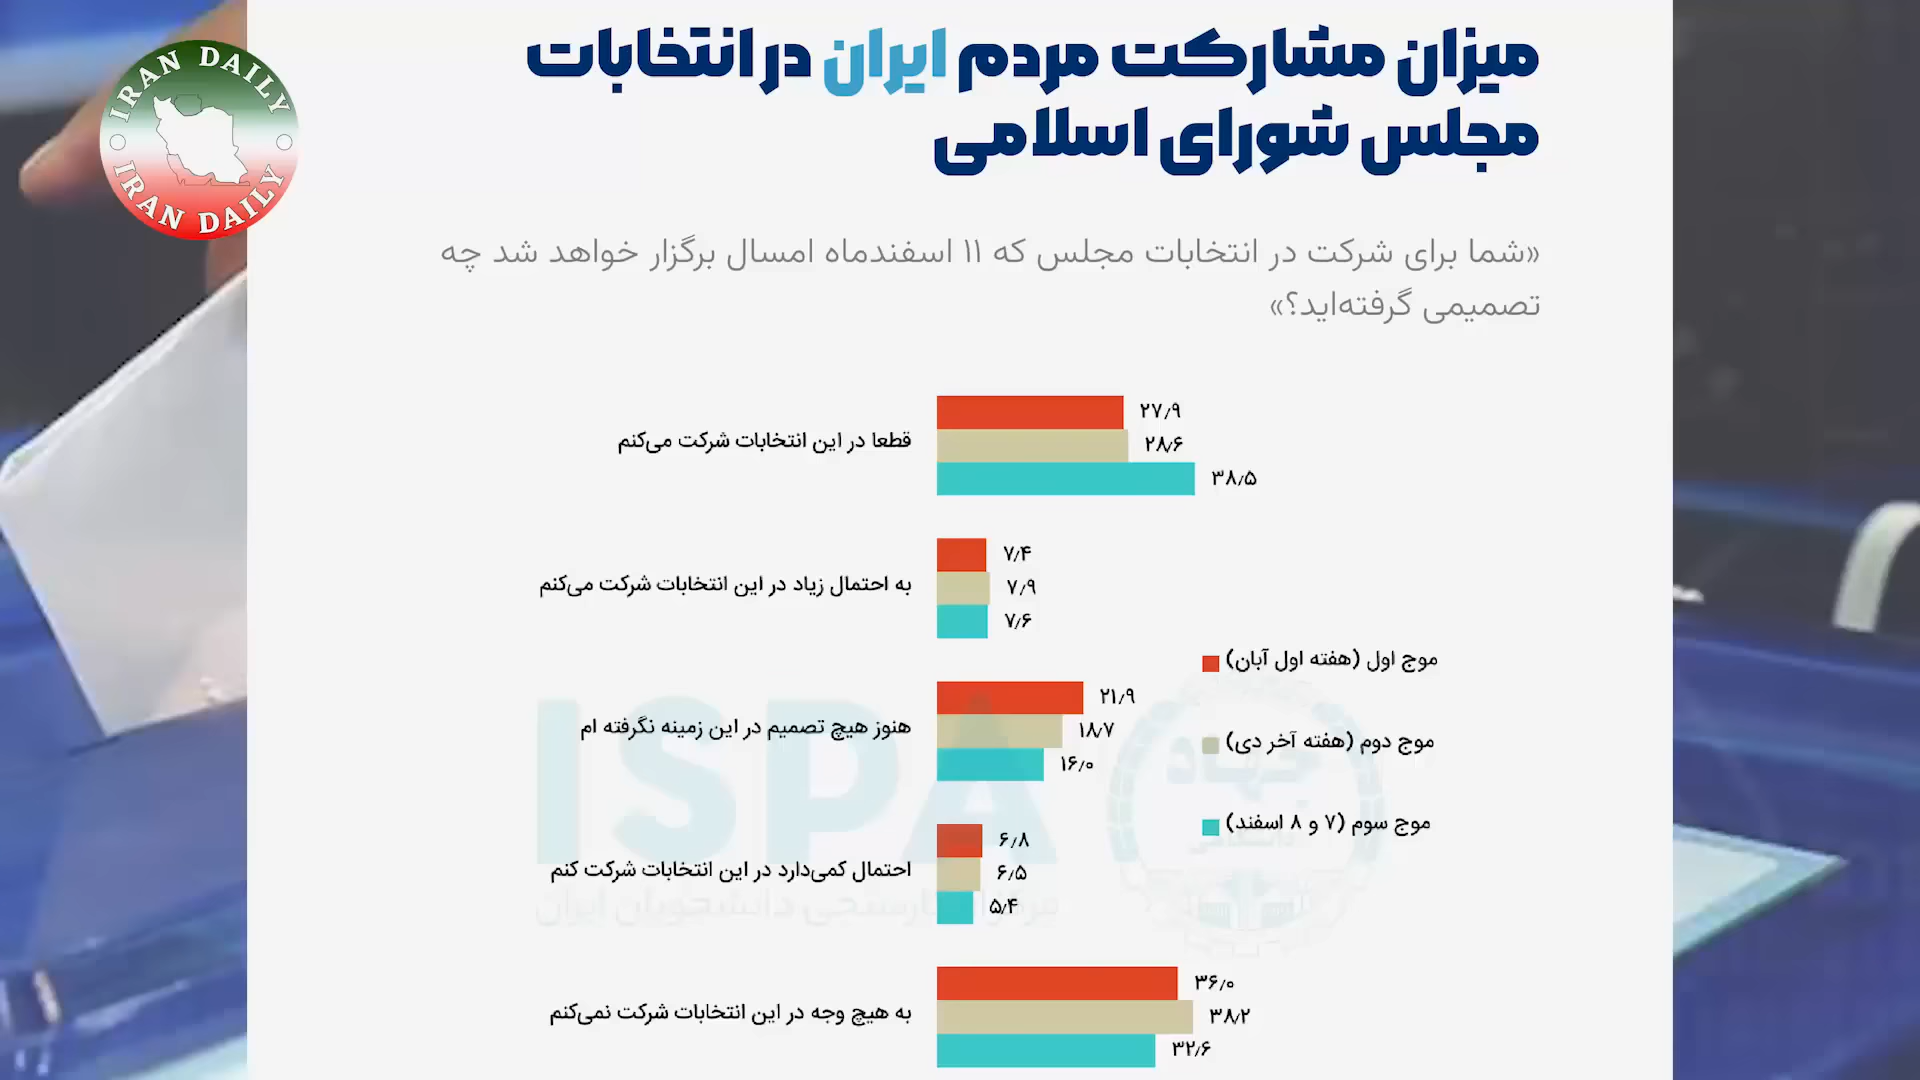 IRAN DAILY
IRAN DAILY
میزان مشارکت مردم ایران در انتخابات
مجلس شورای اسلامی
«شما برای شرکت در انتخابات مجلس که ۱۱ اسفندماه امسال برگزار خواهد شد چه
تصمیمی گرفته‌اید؟»
قطعا در این انتخابات شرکت می‌کنم
۲۷٫۹
۲۸٫۶
۳۸٫۵
به احتمال زیاد در این انتخابات شرکت می‌کنم
۷٫۴
۷٫۹
۷٫۶
هنوز هیچ تصمیم در این زمینه نگرفته ام
۲۱٫۹
۱۸٫۷
۱۶٫۰
احتمال کمی‌دارد در این انتخابات شرکت کنم
۶٫۸
۶٫۵
۵٫۴
به هیچ وجه در این انتخابات شرکت نمی‌کنم
۳۶٫۰
۳۸٫۲
۳۲٫۶
موج اول (هفته اول آبان)
موج دوم (هفته آخر دی)
موج سوم (۷ و ۸ اسفند)
ISPA
مرکز افکارسنجی دانشجویان ایران
جهاد
دانشگاهی